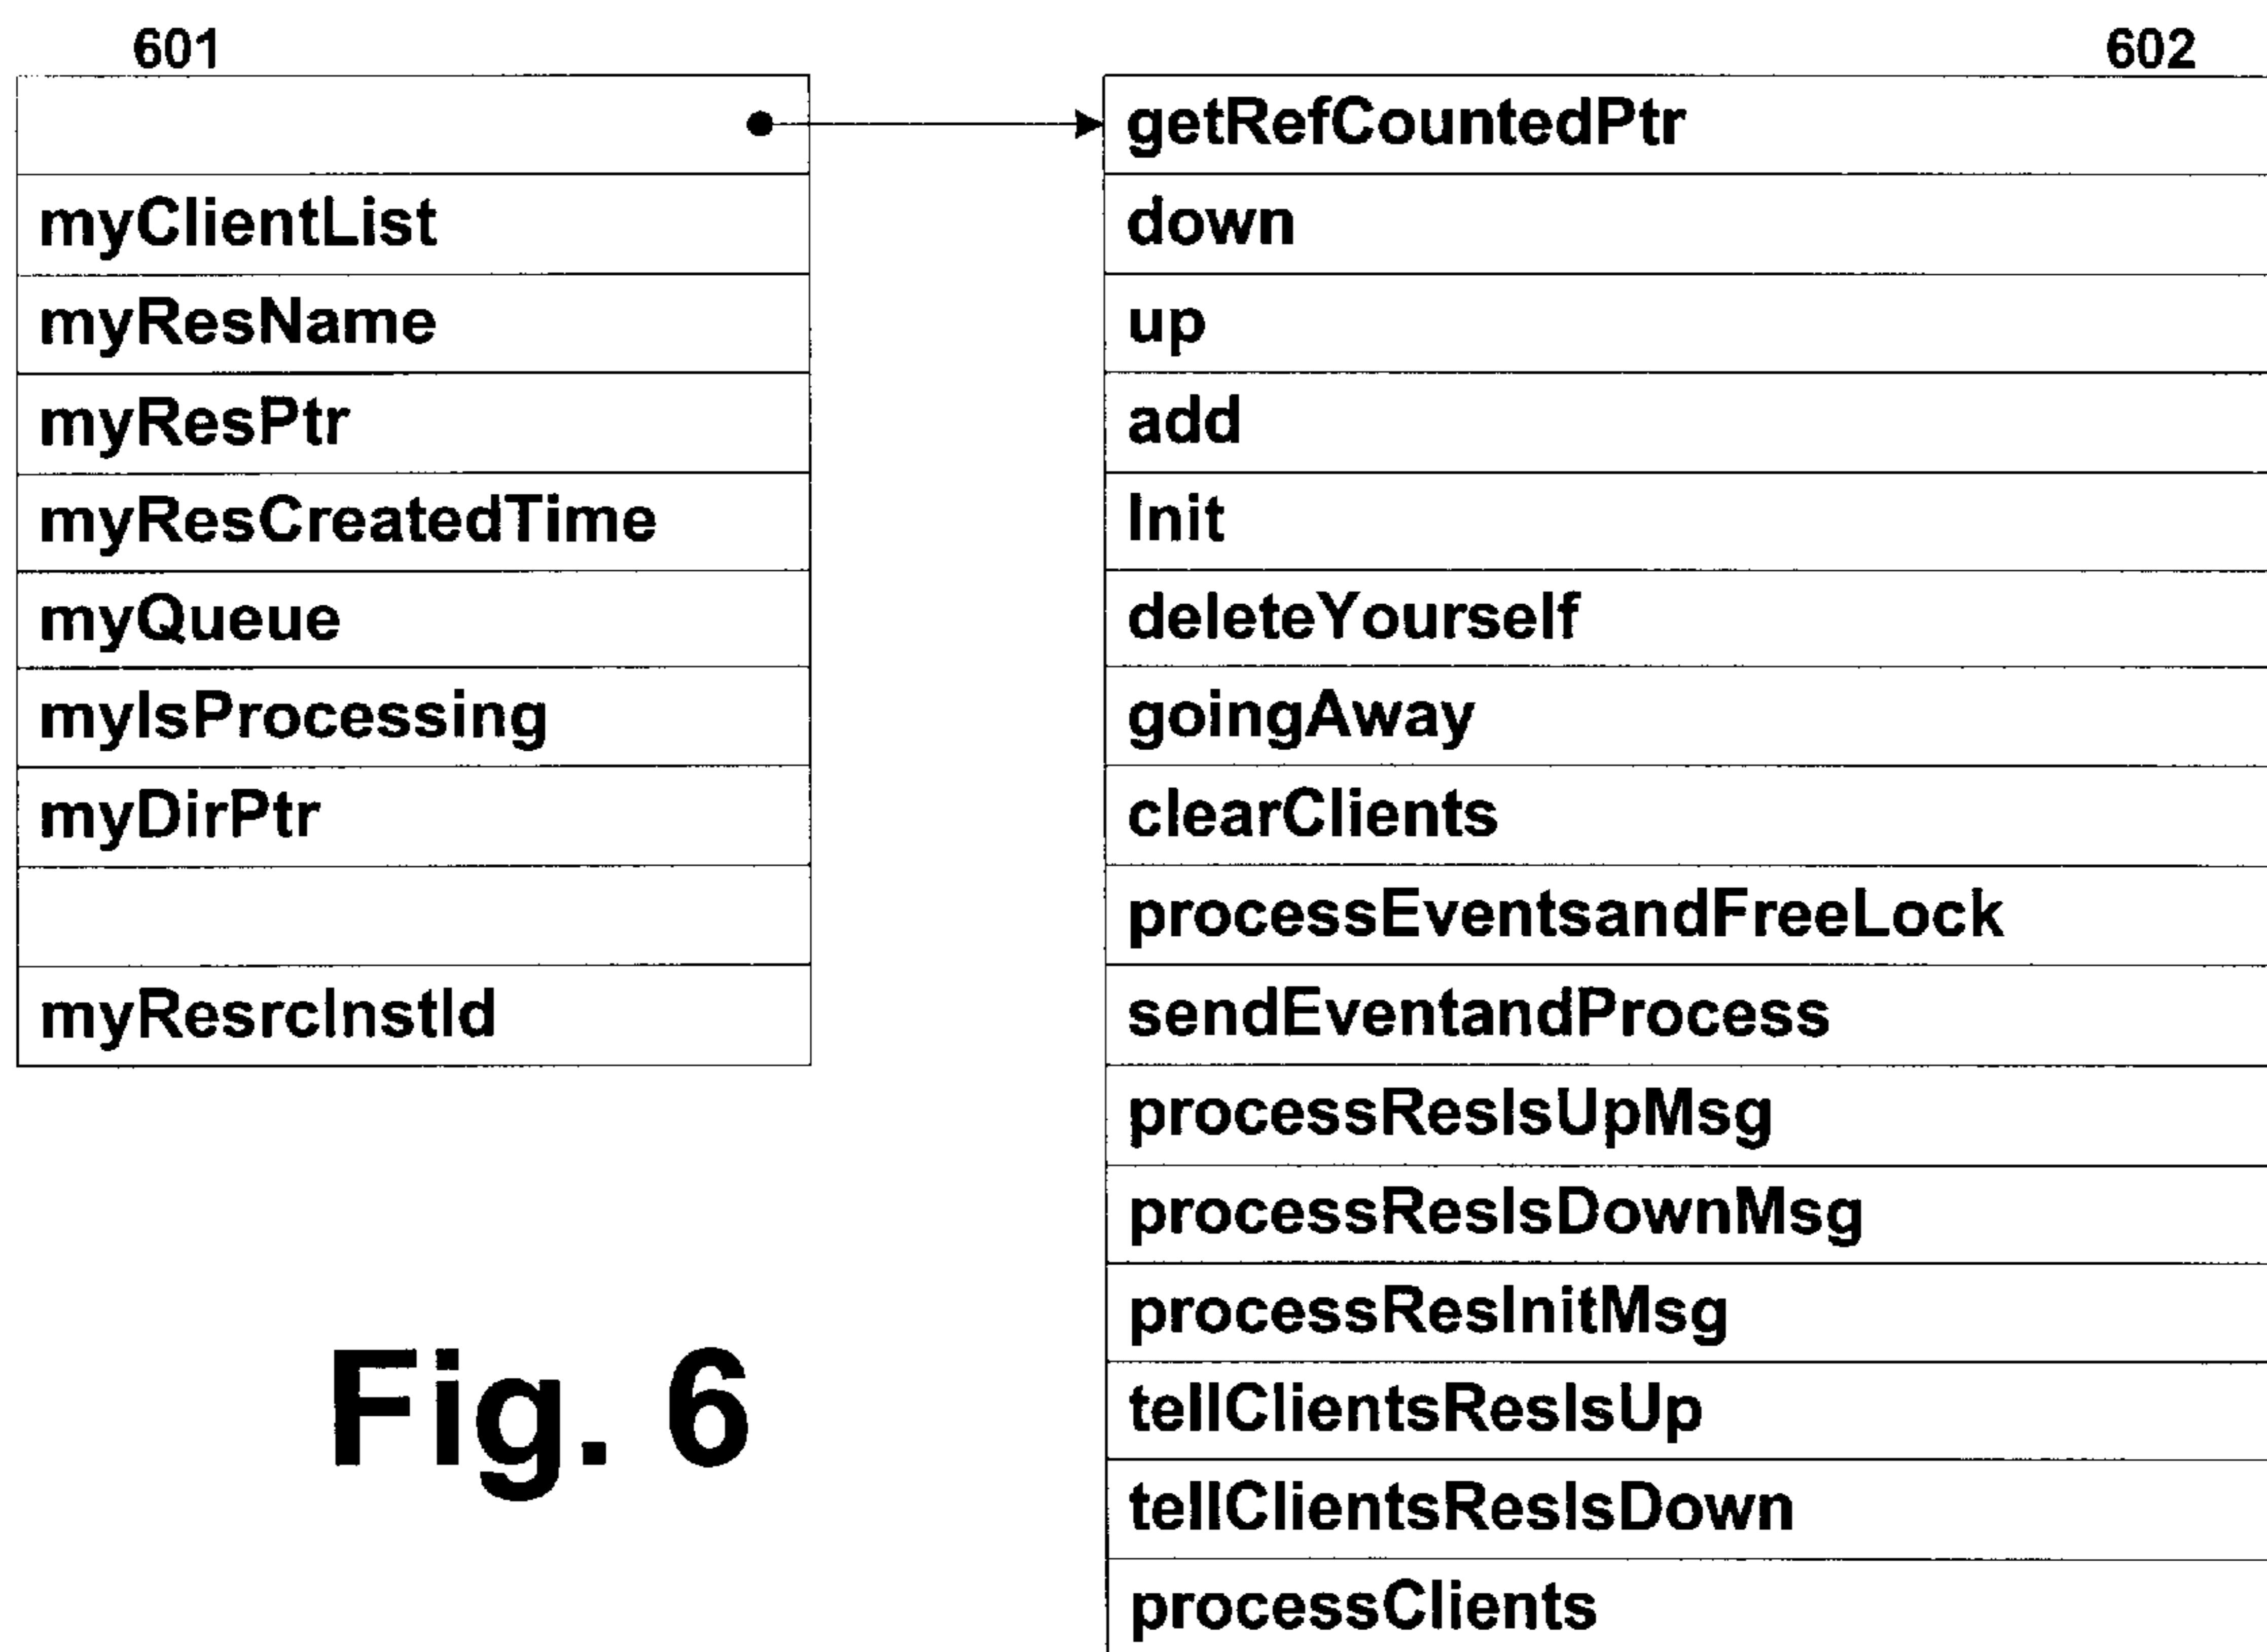 601
myClientList
myResName
myResPtr
myResCreatedTime
myQueue
myIsProcessing
myDirPtr
myResrcInstId
602
getRefCountedPtr
down
up
add
Init
deleteYourself
goingAway
clearClients
processEventsandFreeLock
sendEventandProcess
processResIsUpMsg
processResIsDownMsg
processResInitMsg
tellClientsResIsUp
tellClientsResIsDown
processClients
Fig. 6